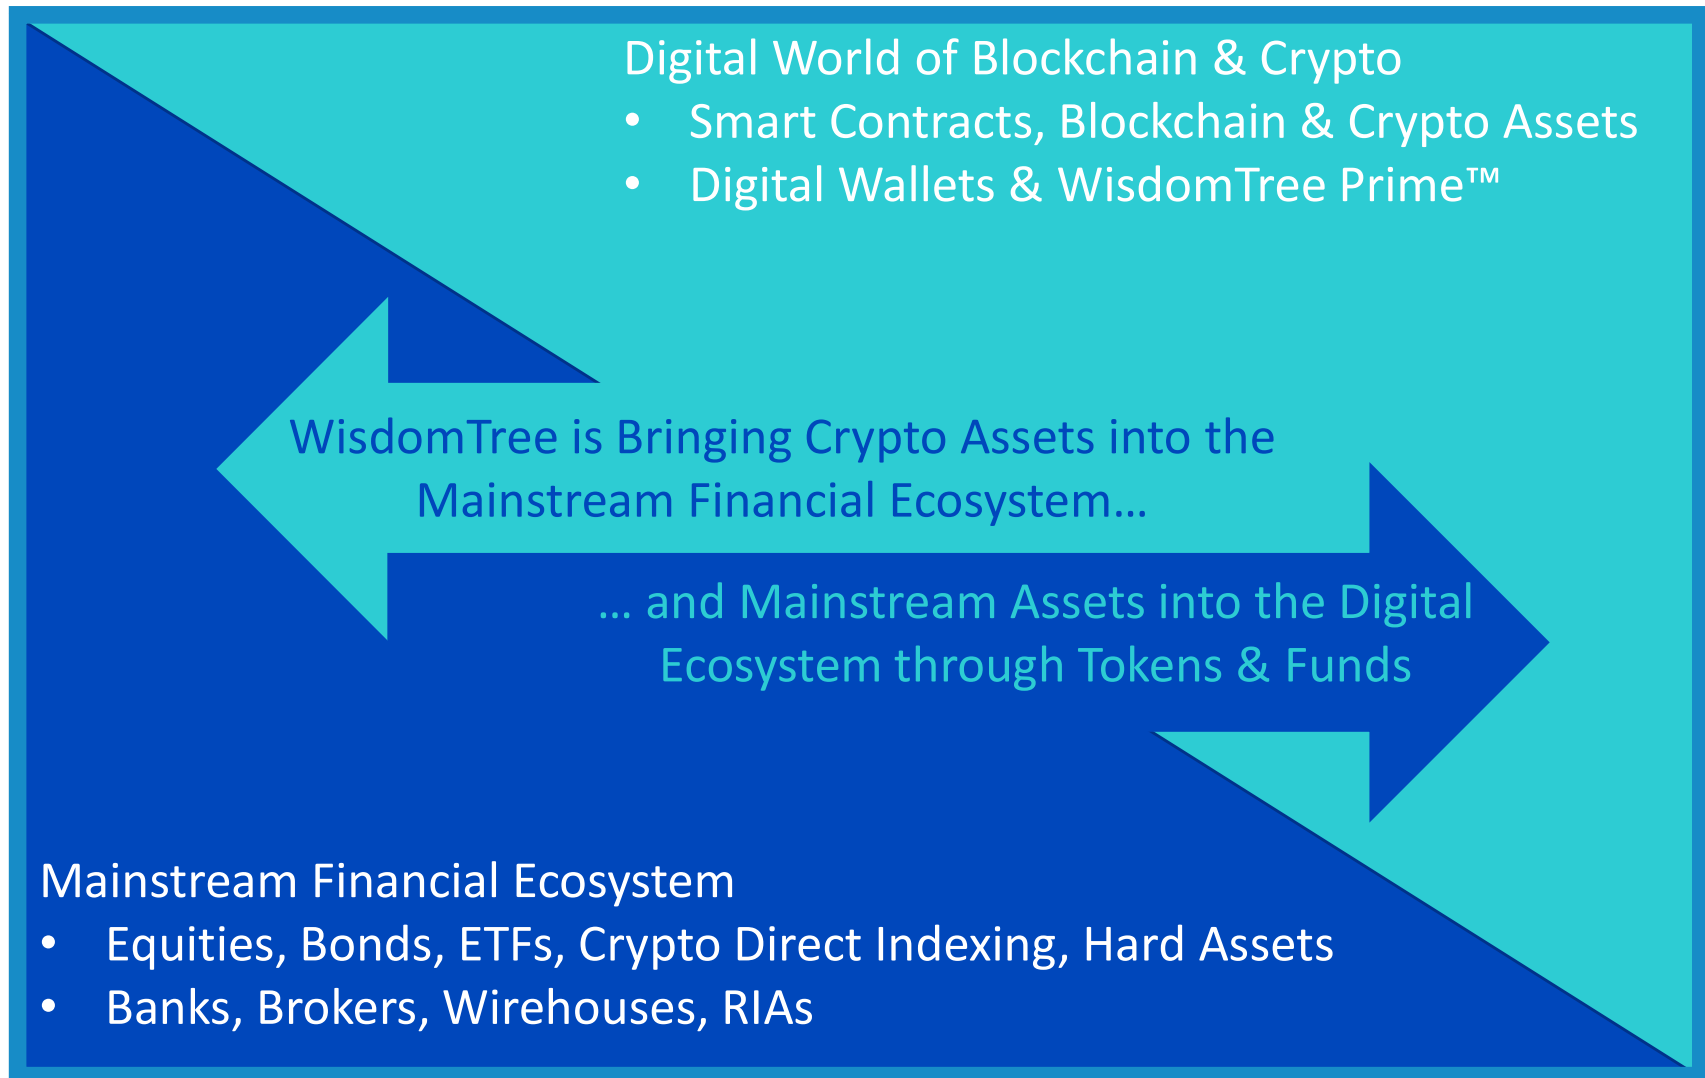 Digital World of Blockchain & Crypto
• Smart Contracts, Blockchain & Crypto Assets
• Digital Wallets & WisdomTree Prime™
WisdomTree is Bringing Crypto Assets into the
Mainstream Financial Ecosystem…
… and Mainstream Assets into the Digital
Ecosystem through Tokens & Funds
Mainstream Financial Ecosystem
• Equities, Bonds, ETFs, Crypto Direct Indexing, Hard Assets
• Banks, Brokers, Wirehouses, RIAs